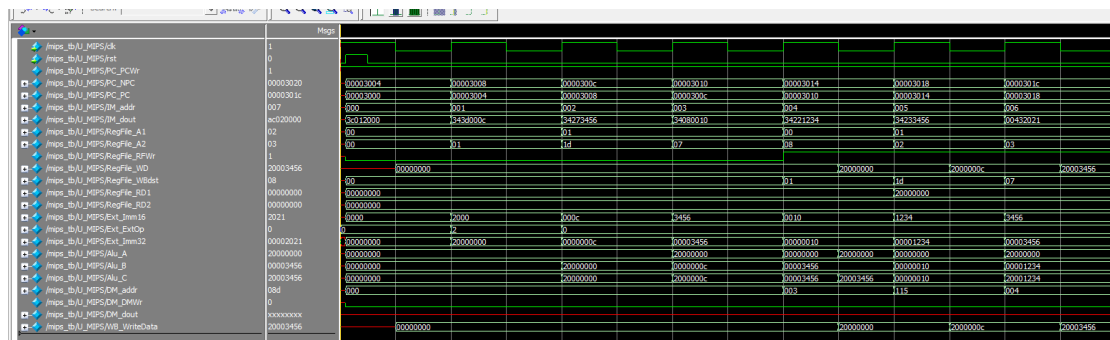 Msgs
/mips_tb/U_MIPS/clk 1
/mips_tb/U_MIPS/rst 0
/mips_tb/U_MIPS/PC_PCWr 1
/mips_tb/U_MIPS/PC_NPC 00003020 00003004 00003008 0000300c 00003010 00003014 00003018 0000301c
/mips_tb/U_MIPS/PC_PC 0000301c 00003000 00003004 00003008 0000300c 00003010 00003014 00003018
/mips_tb/U_MIPS/IM_addr 007 000 001 002 003 004 005 006
/mips_tb/U_MIPS/IM_dout ac020000 3c012000 343d000c 34273456 34080010 34221234 34233456 00432021
/mips_tb/U_MIPS/RegFile_A1 02 00 01 00 01
/mips_tb/U_MIPS/RegFile_A2 03 00 01 1d 07 08 02 03
/mips_tb/U_MIPS/RegFile_RFWr 1
/mips_tb/U_MIPS/RegFile_WD 20003456 00000000 20000000 2000000c 20003456
/mips_tb/U_MIPS/RegFile_WBdst 08 00 01 1d 07
/mips_tb/U_MIPS/RegFile_RD1 00000000 00000000 20000000
/mips_tb/U_MIPS/RegFile_RD2 00000000 00000000
/mips_tb/U_MIPS/Ext_Imm16 2021 0000 2000 000c 3456 0010 1234 3456
/mips_tb/U_MIPS/Ext_ExtOp 0 0 2 0
/mips_tb/U_MIPS/Ext_Imm32 00002021 00000000 20000000 0000000c 00003456 00000010 00001234 00003456
/mips_tb/U_MIPS/Alu_A 20000000 00000000 20000000 00000000 20000000 00000000 20000000
/mips_tb/U_MIPS/Alu_B 00003456 00000000 20000000 0000000c 00003456 00000010 00001234
/mips_tb/U_MIPS/Alu_C 20003456 00000000 20000000 2000000c 20003456 20003456 00000010 20001234
/mips_tb/U_MIPS/DM_addr 08d 000 003 115 004
/mips_tb/U_MIPS/DM_DMWr 0
/mips_tb/U_MIPS/DM_dout xxxxxxxx
/mips_tb/U_MIPS/WB_WriteData 20003456 00000000 20000000 2000000c 20003456